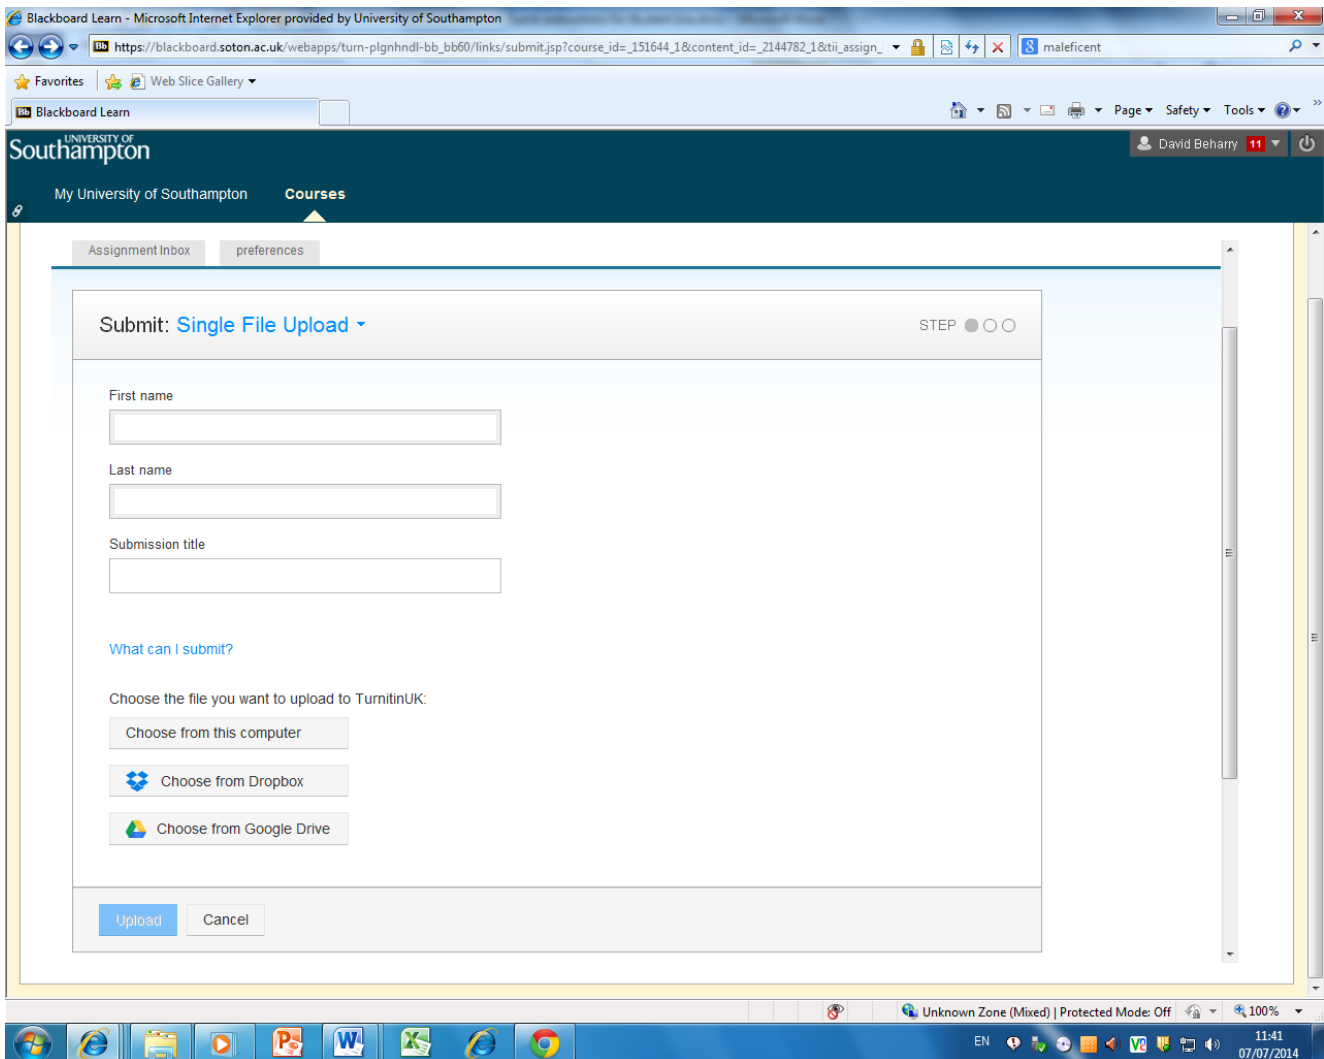 Blackboard Learn - Microsoft Internet Explorer provided by University of Southampton
https://blackboard.soton.ac.uk/webapps/turn-plgnhndl-bb_bb60/links/submit.jsp?course_id=_151644_1&content_id=_2144782_1&tii_assign_
maleficent
Favorites Web Slice Gallery
Blackboard Learn
Page Safety Tools
UNIVERSITY OF
Southampton
David Beharry 11
My University of Southampton Courses
Assignment Inbox preferences
Submit: Single File Upload STEP
First name
Last name
Submission title
What can I submit?
Choose the file you want to upload to TurnitinUK:
Choose from this computer
Choose from Dropbox
Choose from Google Drive
Upload Cancel
Unknown Zone (Mixed) | Protected Mode: Off 100%
EN 11:41
07/07/2014